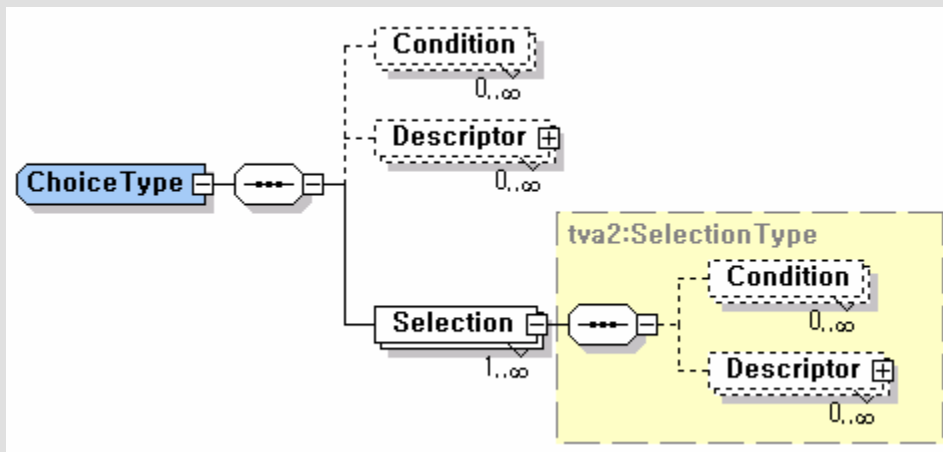 Condition
0..∞
Descriptor
0..∞
ChoiceType
tva2:SelectionType
Condition
0..∞
Selection
1..∞
Descriptor
0..∞